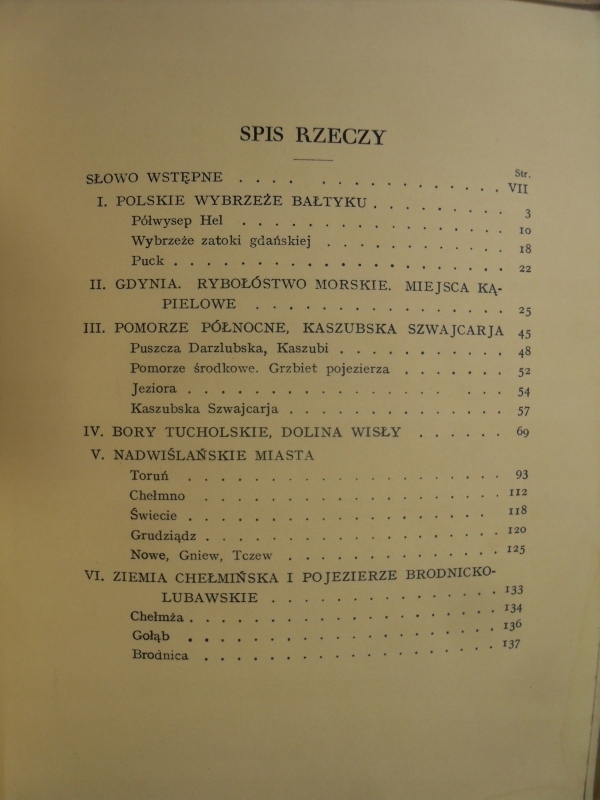 SPIS RZECZY
Str.
SŁOWO WSTĘPNE . . . . . . . . . . . . . . VII
I. POLSKIE WYBRZEŻE BAŁTYKU . . . . . . . . . 3
Półwysep Hel . . . . . . . . . . . . . . . . 10
Wybrzeże zatoki gdańskiej . . . . . . . . . . . 18
Puck . . . . . . . . . . . . . . . . . . . 22
II. GDYNIA. RYBOŁÓSTWO MORSKIE. MIEJSCA KĄ-
PIELOWE . . . . . . . . . . . . . . . 25
III. POMORZE PÓŁNOCNE, KASZUBSKA SZWAJCARJA 45
Puszcza Darzlubska, Kaszubi . . . . . . . . . . 48
Pomorze środkowe. Grzbiet pojezierza . . . . . . . 52
Jeziora . . . . . . . . . . . . . . . . . . 54
Kaszubska Szwajcarja . . . . . . . . . . . . . 57
IV. BORY TUCHOLSKIE, DOLINA WISŁY . . . . . . 69
V. NADWIŚLAŃSKIE MIASTA
Toruń . . . . . . . . . . . . . . . . . . . 93
Chełmno . . . . . . . . . . . . . . . . . . 112
Świecie . . . . . . . . . . . . . . . . . . 118
Grudziądz . . . . . . . . . . . . . . . . . 120
Nowe, Gniew, Tczew . . . . . . . . . . . . . 125
VI. ZIEMIA CHEŁMIŃSKA I POJEZIERZE BRODNICKO-
LUBAWSKIE . . . . . . . . . . . . . . 133
Chełmża . . . . . . . . . . . . . . . . . . 134
Gołąb . . . . . . . . . . . . . . . . . . . 136
Brodnica . . . . . . . . . . . . . . . . . . 137